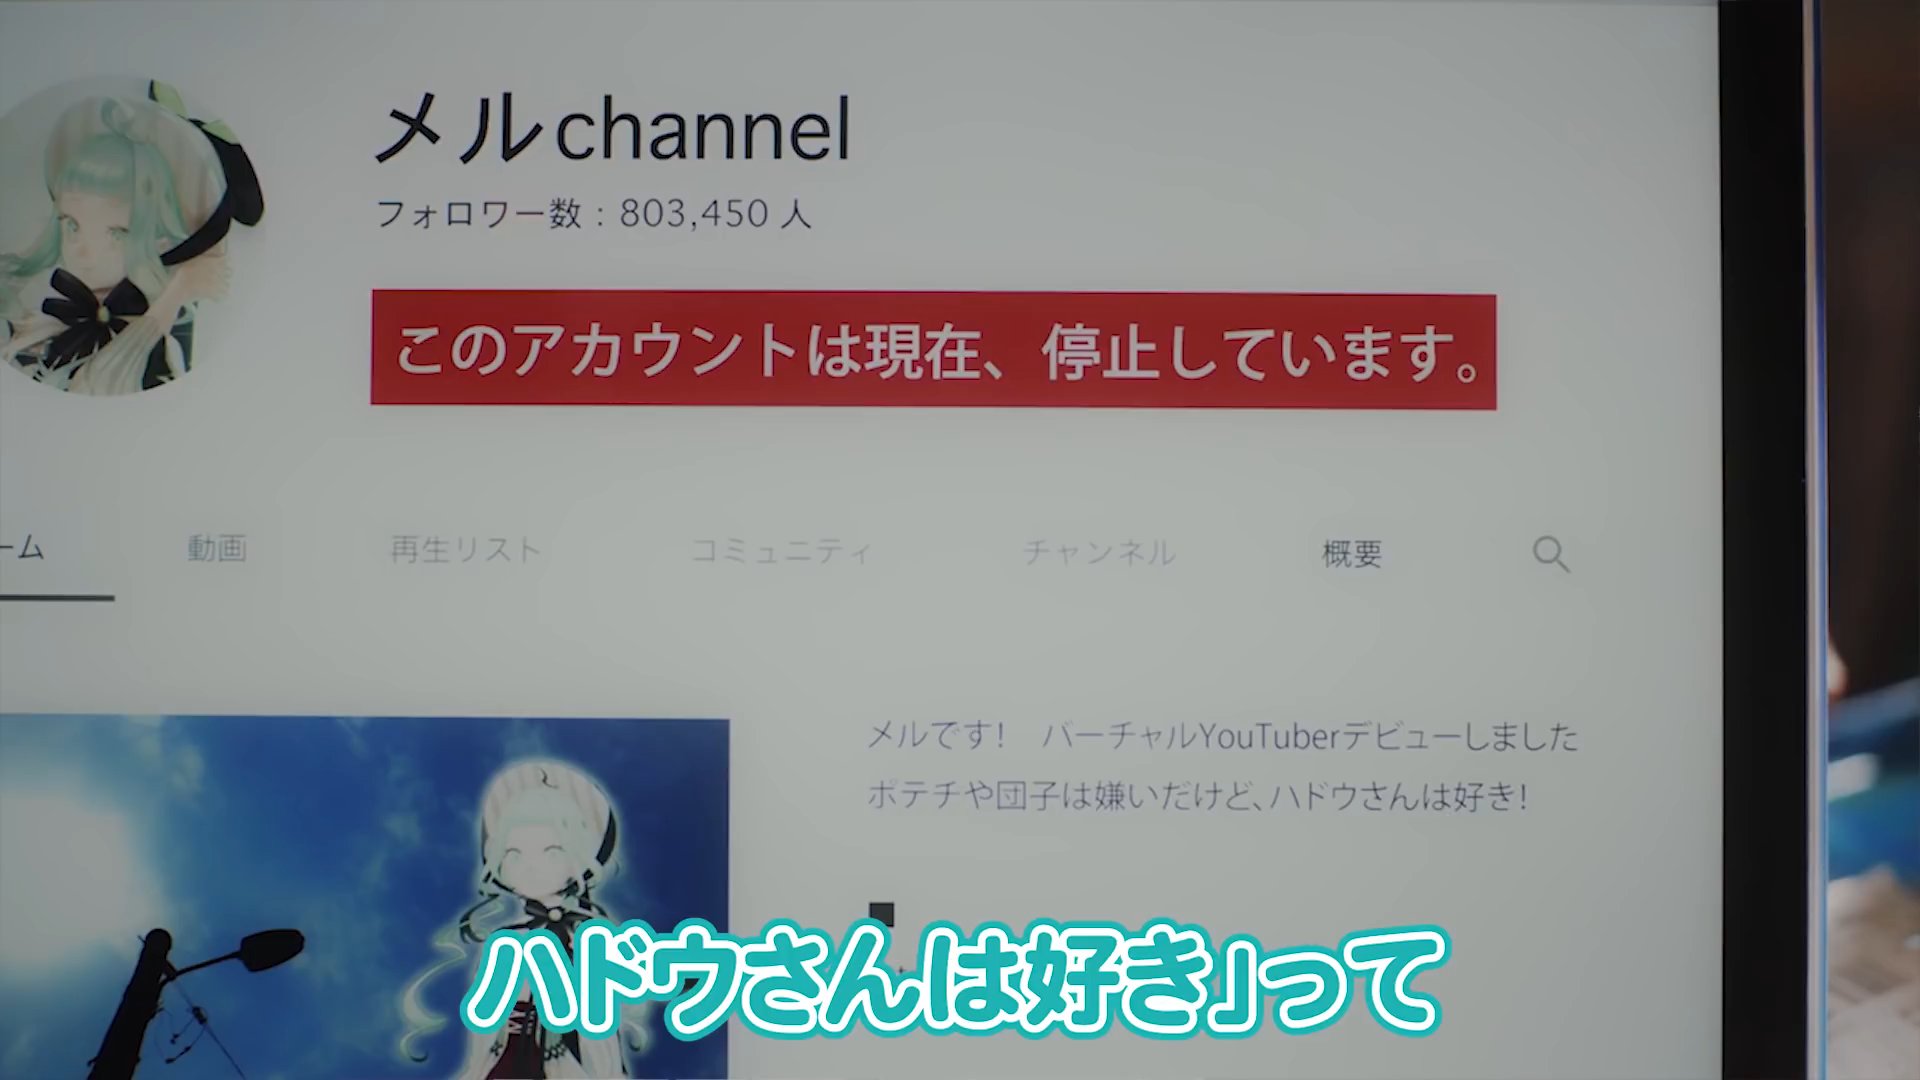 メルchannel
フォロワー数：803,450 人
このアカウントは現在、停止しています。
ーム 動画 再生リスト コミュニティ チャンネル 概要
メルです！ バーチャルYouTuberデビューしました
ポテチや団子は嫌いだけど、ハドウさんは好き！
ハドウさんは好き」って